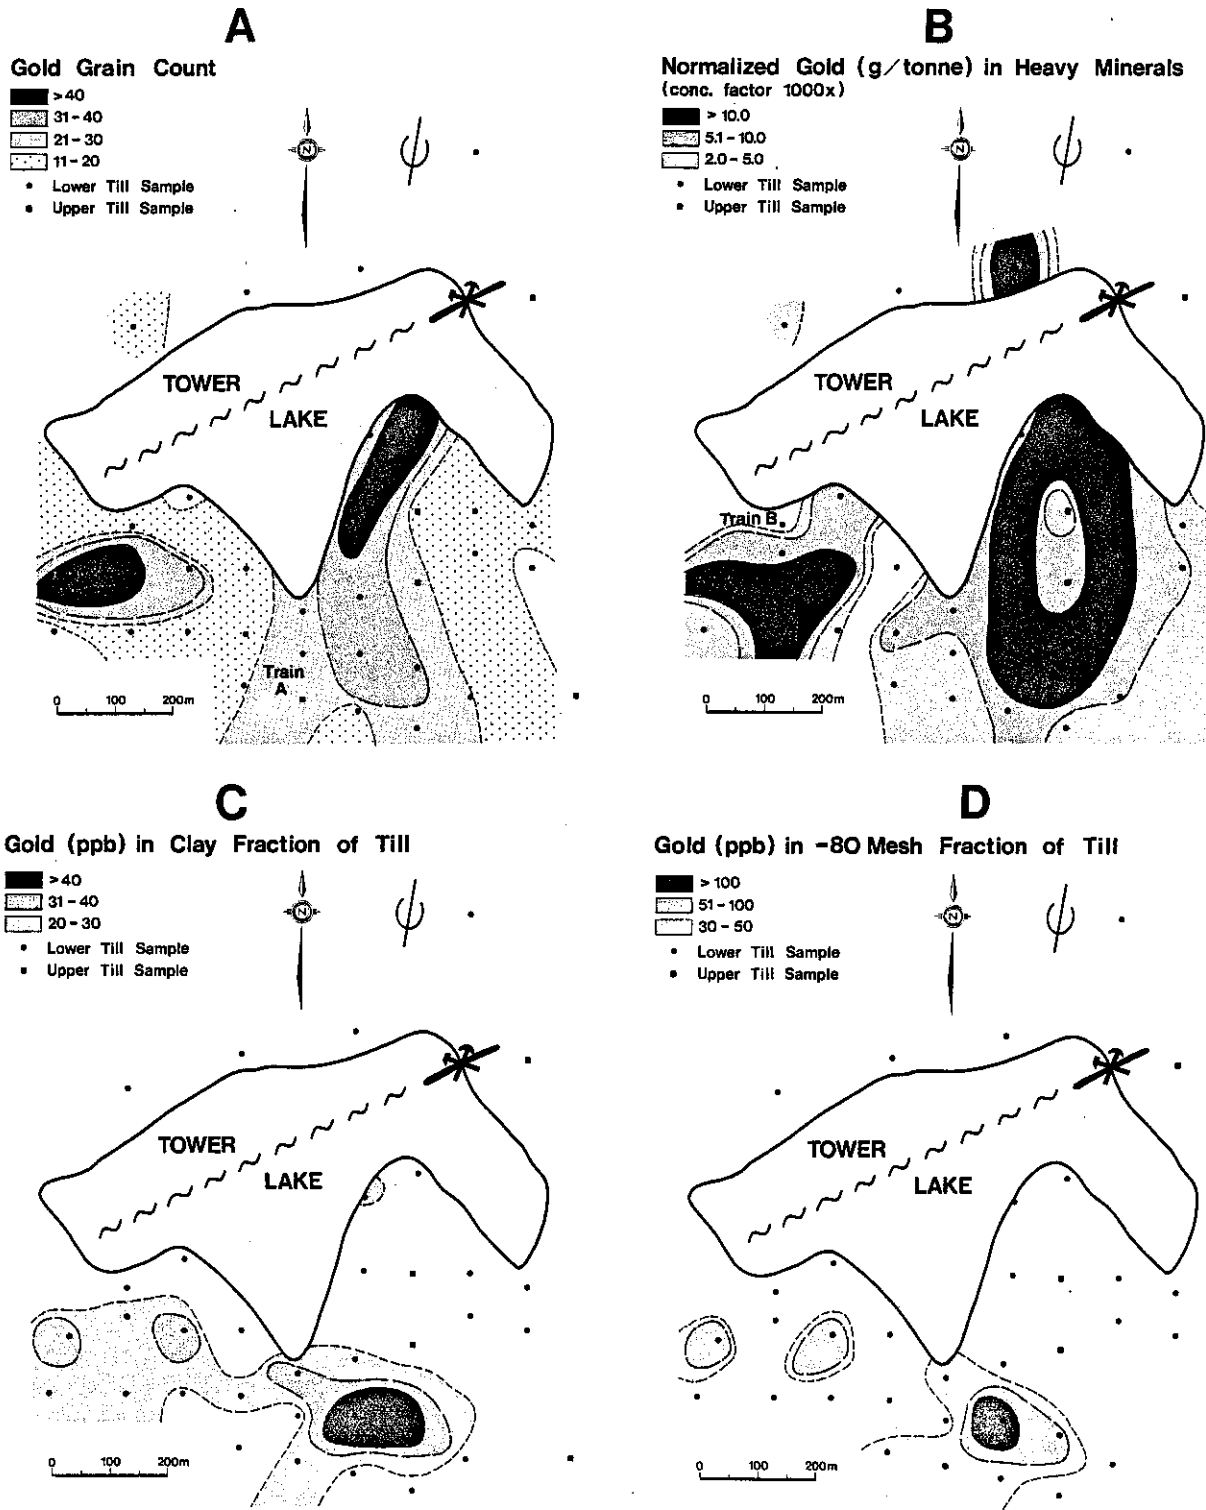 A
Gold Grain Count
>40
31-40
21-30
11-20
Lower Till Sample
Upper Till Sample
N
TOWER
LAKE
Train
A
0 100 200m
B
Normalized Gold (g/tonne) in Heavy Minerals
(conc. factor 1000x)
> 10.0
5.1-10.0
2.0-5.0
Lower Till Sample
Upper Till Sample
N
TOWER
LAKE
Train B
0 100 200m
C
Gold (ppb) in Clay Fraction of Till
>40
31-40
20-30
Lower Till Sample
Upper Till Sample
N
TOWER
LAKE
0 100 200m
D
Gold (ppb) in -80 Mesh Fraction of Till
> 100
51-100
30-50
Lower Till Sample
Upper Till Sample
N
TOWER
LAKE
0 100 200m